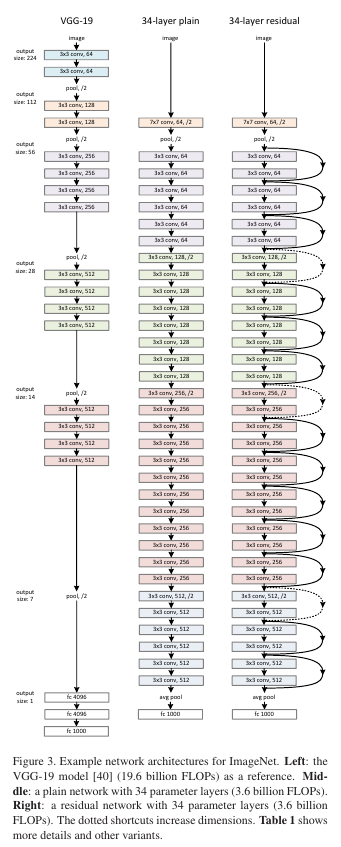 VGG-19
image
output
size: 224
3x3 conv, 64
3x3 conv, 64
output
size: 112
pool, /2
3x3 conv, 128
3x3 conv, 128
output
size: 56
pool, /2
3x3 conv, 256
3x3 conv, 256
3x3 conv, 256
3x3 conv, 256
output
size: 28
pool, /2
3x3 conv, 512
3x3 conv, 512
3x3 conv, 512
3x3 conv, 512
output
size: 14
pool, /2
3x3 conv, 512
3x3 conv, 512
3x3 conv, 512
3x3 conv, 512
output
size: 7
pool, /2
output
size: 1
fc 4096
fc 4096
fc 1000
34-layer plain
image
7x7 conv, 64, /2
pool, /2
3x3 conv, 64
3x3 conv, 64
3x3 conv, 64
3x3 conv, 64
3x3 conv, 64
3x3 conv, 64
3x3 conv, 128, /2
3x3 conv, 128
3x3 conv, 128
3x3 conv, 128
3x3 conv, 128
3x3 conv, 128
3x3 conv, 128
3x3 conv, 128
3x3 conv, 256, /2
3x3 conv, 256
3x3 conv, 256
3x3 conv, 256
3x3 conv, 256
3x3 conv, 256
3x3 conv, 256
3x3 conv, 256
3x3 conv, 256
3x3 conv, 256
3x3 conv, 256
3x3 conv, 256
3x3 conv, 512, /2
3x3 conv, 512
3x3 conv, 512
3x3 conv, 512
3x3 conv, 512
3x3 conv, 512
avg pool
fc 1000
34-layer residual
image
7x7 conv, 64, /2
pool, /2
3x3 conv, 64
3x3 conv, 64
3x3 conv, 64
3x3 conv, 64
3x3 conv, 64
3x3 conv, 64
3x3 conv, 128, /2
3x3 conv, 128
3x3 conv, 128
3x3 conv, 128
3x3 conv, 128
3x3 conv, 128
3x3 conv, 128
3x3 conv, 128
3x3 conv, 256, /2
3x3 conv, 256
3x3 conv, 256
3x3 conv, 256
3x3 conv, 256
3x3 conv, 256
3x3 conv, 256
3x3 conv, 256
3x3 conv, 256
3x3 conv, 256
3x3 conv, 256
3x3 conv, 256
3x3 conv, 512, /2
3x3 conv, 512
3x3 conv, 512
3x3 conv, 512
3x3 conv, 512
3x3 conv, 512
avg pool
fc 1000
Figure 3. Example network architectures for ImageNet. Left: the
VGG-19 model [40] (19.6 billion FLOPs) as a reference. Mid-
dle: a plain network with 34 parameter layers (3.6 billion FLOPs).
Right: a residual network with 34 parameter layers (3.6 billion
FLOPs). The dotted shortcuts increase dimensions. Table 1 shows
more details and other variants.